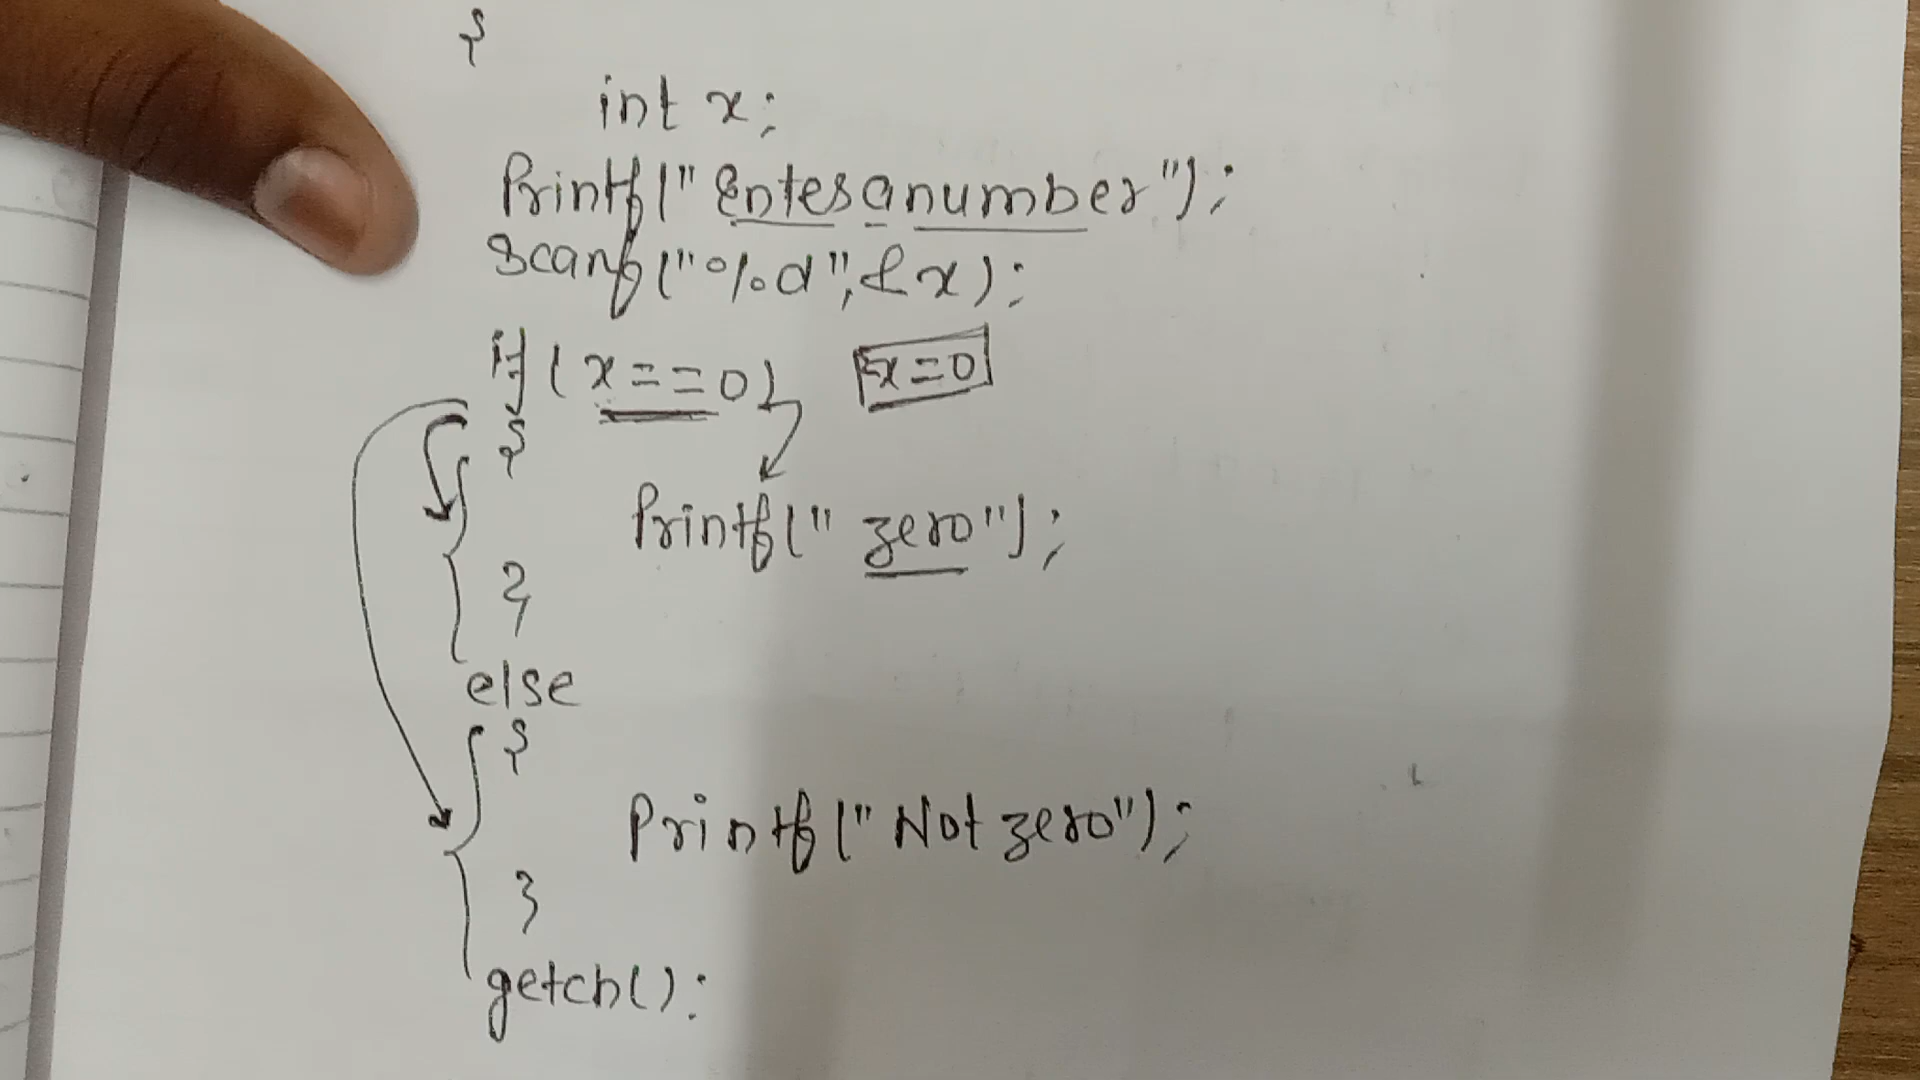 {
int x;
Printf("Enter a number");
Scanf("%d",&x);
if(x==0) x=0
{
Printf("zero");
}
else
{
Printf("Not zero");
}
getch();